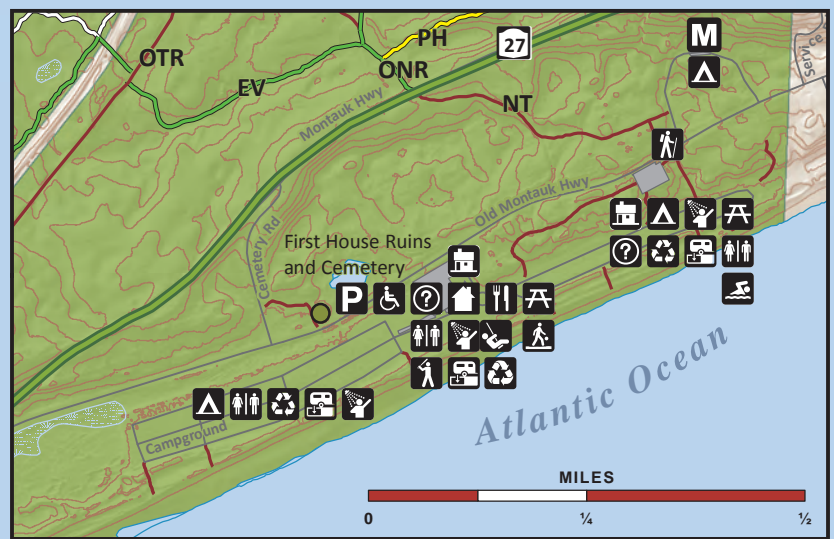 PH
27
M
OTR
ONR
Service
EV
NT
Montauk Hwy
Old Montauk Hwy
Cemetery Rd
First House Ruins
and Cemetery
P
?
?
Atlantic Ocean
Campground
MILES
0
¼
½